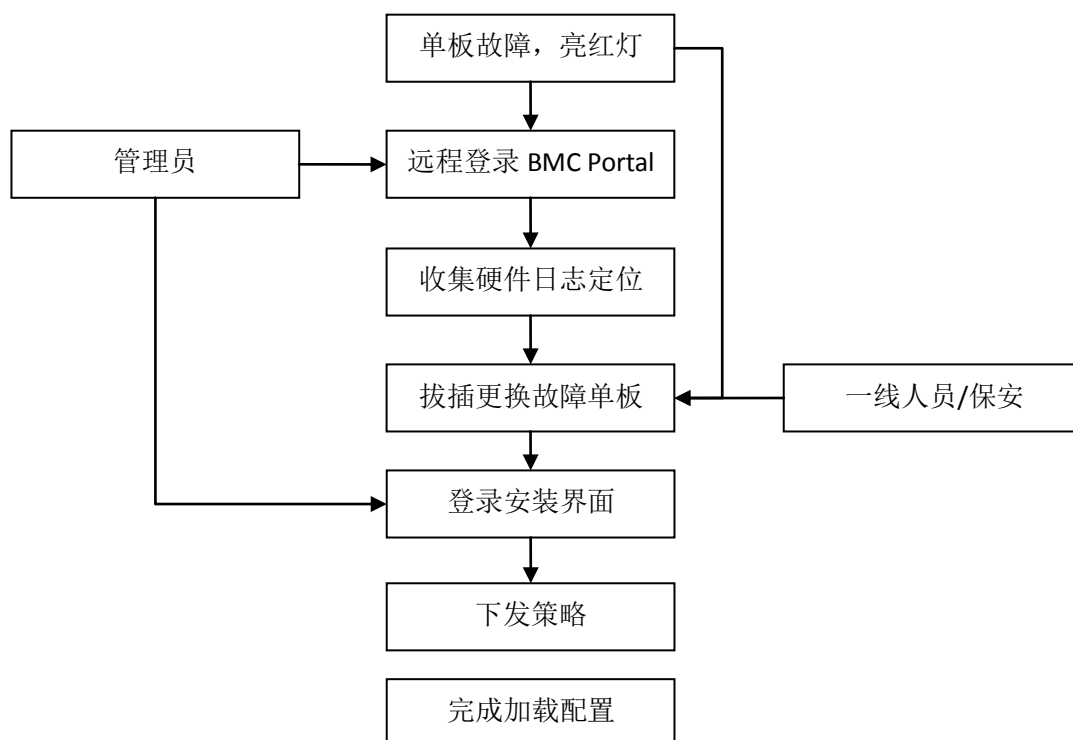 单板故障，亮红灯
管理员
远程登录 BMC Portal
收集硬件日志定位
拔插更换故障单板
一线人员/保安
登录安装界面
下发策略
完成加载配置